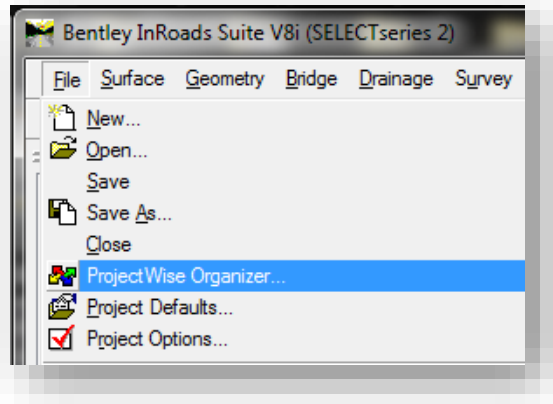 Bentley InRoads Suite V8i (SELECTseries 2)
File Surface Geometry Bridge Drainage Survey
New...
Open...
Save
Save As...
Close
ProjectWise Organizer...
Project Defaults...
Project Options...